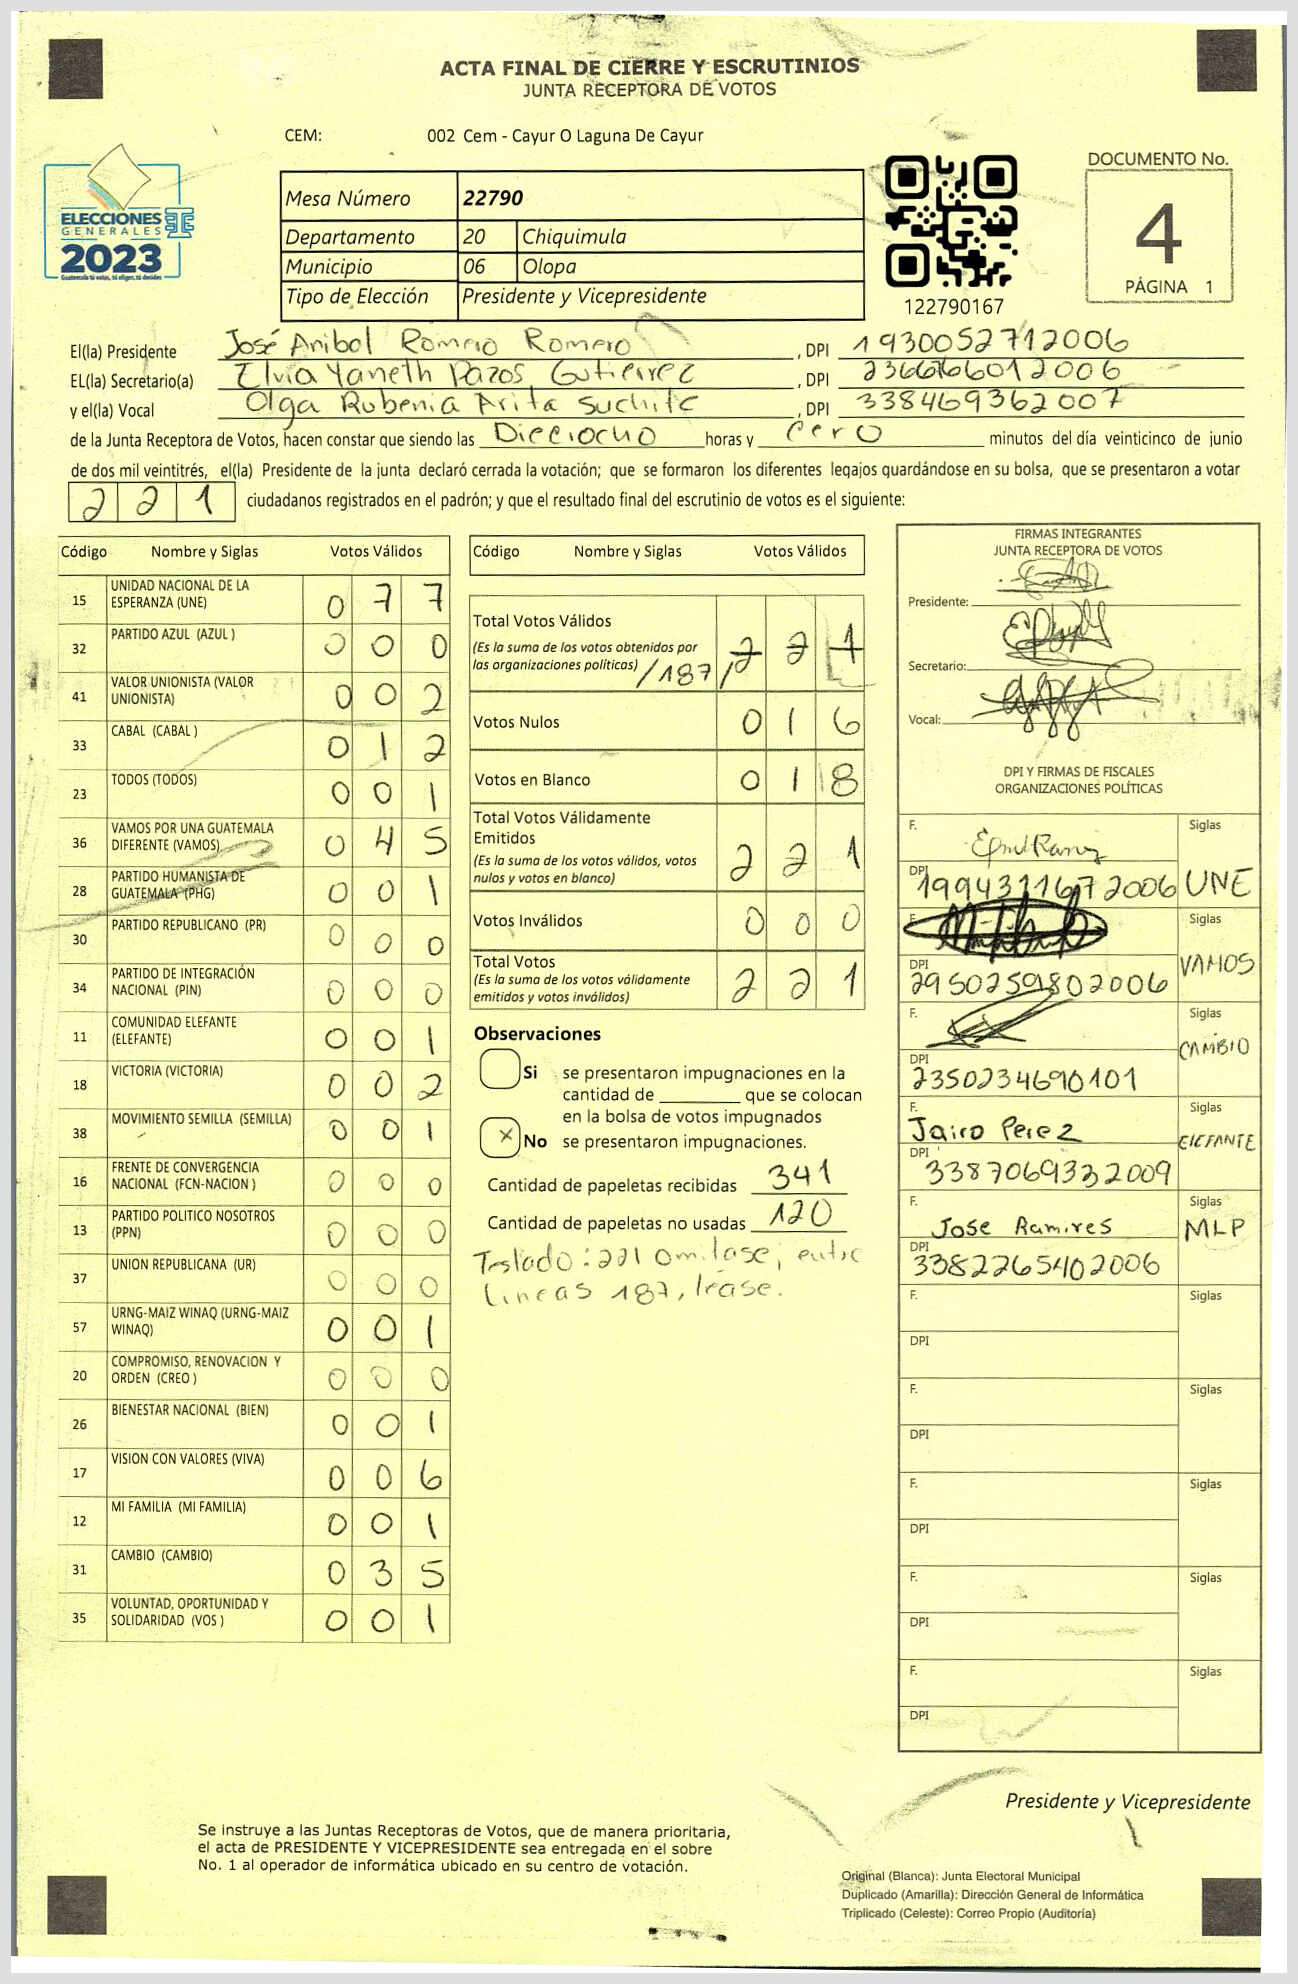 ACTA FINAL DE CIERRE Y ESCRUTINIOS
JUNTA RECEPTORA DE VOTOS
CEM: 002 Cem - Cayur O Laguna De Cayur
ELECCIONES
GENERALES
2023
Guatemala tú votas, tú eliges, tú decides
Mesa Número 22790
Departamento 20 Chiquimula
Municipio 06 Olopa
Tipo de Elección Presidente y Vicepresidente
122790167
DOCUMENTO No.
4
PÁGINA 1
El(la) Presidente José Anibol Romero Romero, DPI 1930052712006
EL(la) Secretario(a) Elvia Yaneth Pazos Gutierrez, DPI 2366766012006
y el(la) Vocal Olga Rubenia Arita Suchite, DPI 338469362007
de la Junta Receptora de Votos, hacen constar que siendo las Dieciocho horas y cero minutos del día veinticinco de junio
de dos mil veintitrés, el(la) Presidente de la junta declaró cerrada la votación; que se formaron los diferentes legajos guardándose en su bolsa, que se presentaron a votar
221 ciudadanos registrados en el padrón; y que el resultado final del escrutinio de votos es el siguiente:
Código Nombre y Siglas Votos Válidos
15 UNIDAD NACIONAL DE LA ESPERANZA (UNE) 0 7 7
32 PARTIDO AZUL (AZUL ) 0 0 0
41 VALOR UNIONISTA (VALOR UNIONISTA) 0 0 2
33 CABAL (CABAL ) 0 1 2
23 TODOS (TODOS) 0 0 1
36 VAMOS POR UNA GUATEMALA DIFERENTE (VAMOS) 0 4 5
28 PARTIDO HUMANISTA DE GUATEMALA (PHG) 0 0 1
30 PARTIDO REPUBLICANO (PR) 0 0 0
34 PARTIDO DE INTEGRACIÓN NACIONAL (PIN) 0 0 0
11 COMUNIDAD ELEFANTE (ELEFANTE) 0 0 1
18 VICTORIA (VICTORIA) 0 0 2
38 MOVIMIENTO SEMILLA (SEMILLA) 0 0 1
16 FRENTE DE CONVERGENCIA NACIONAL (FCN-NACION ) 0 0 0
13 PARTIDO POLITICO NOSOTROS (PPN) 0 0 0
37 UNION REPUBLICANA (UR) 0 0 0
57 URNG-MAIZ WINAQ (URNG-MAIZ WINAQ) 0 0 1
20 COMPROMISO, RENOVACION Y ORDEN (CREO ) 0 0 0
26 BIENESTAR NACIONAL (BIEN) 0 0 1
17 VISION CON VALORES (VIVA) 0 0 6
12 MI FAMILIA (MI FAMILIA) 0 0 1
31 CAMBIO (CAMBIO) 0 3 5
35 VOLUNTAD, OPORTUNIDAD Y SOLIDARIDAD (VOS ) 0 0 1
Código Nombre y Siglas Votos Válidos
Total Votos Válidos
(Es la suma de los votos obtenidos por las organizaciones políticas) /187/ 2 2 1
Votos Nulos 0 1 6
Votos en Blanco 0 1 8
Total Votos Válidamente Emitidos
(Es la suma de los votos válidos, votos nulos y votos en blanco) 2 2 1
Votos Inválidos 0 0 0
Total Votos
(Es la suma de los votos válidamente emitidos y votos inválidos) 2 2 1
Observaciones
Si se presentaron impugnaciones en la
cantidad de ________ que se colocan
en la bolsa de votos impugnados
X No se presentaron impugnaciones.
Cantidad de papeletas recibidas 341
Cantidad de papeletas no usadas 120
Testado: 221 omitase; entre
lineas 187, lease.
FIRMAS INTEGRANTES
JUNTA RECEPTORA DE VOTOS
Presidente:
Secretario:
Vocal:
DPI Y FIRMAS DE FISCALES
ORGANIZACIONES POLÍTICAS
F. Siglas
DPI 1994311672006 UNE
F. Siglas
DPI 2950259802006 VAMOS
F. Siglas
DPI 2350234690101 CAMBIO
F. Jairo Perez Siglas
DPI 3387069332009 ElEFANTE
F. Jose Ramires Siglas
DPI 3382265402006 MLP
F. Siglas
DPI
F. Siglas
DPI
F. Siglas
DPI
F. Siglas
DPI
F. Siglas
DPI
Presidente y Vicepresidente
Se instruye a las Juntas Receptoras de Votos, que de manera prioritaria,
el acta de PRESIDENTE Y VICEPRESIDENTE sea entregada en el sobre
No. 1 al operador de informática ubicado en su centro de votación.
Original (Blanca): Junta Electoral Municipal
Duplicado (Amarilla): Dirección General de Informática
Triplicado (Celeste): Correo Propio (Auditoría)